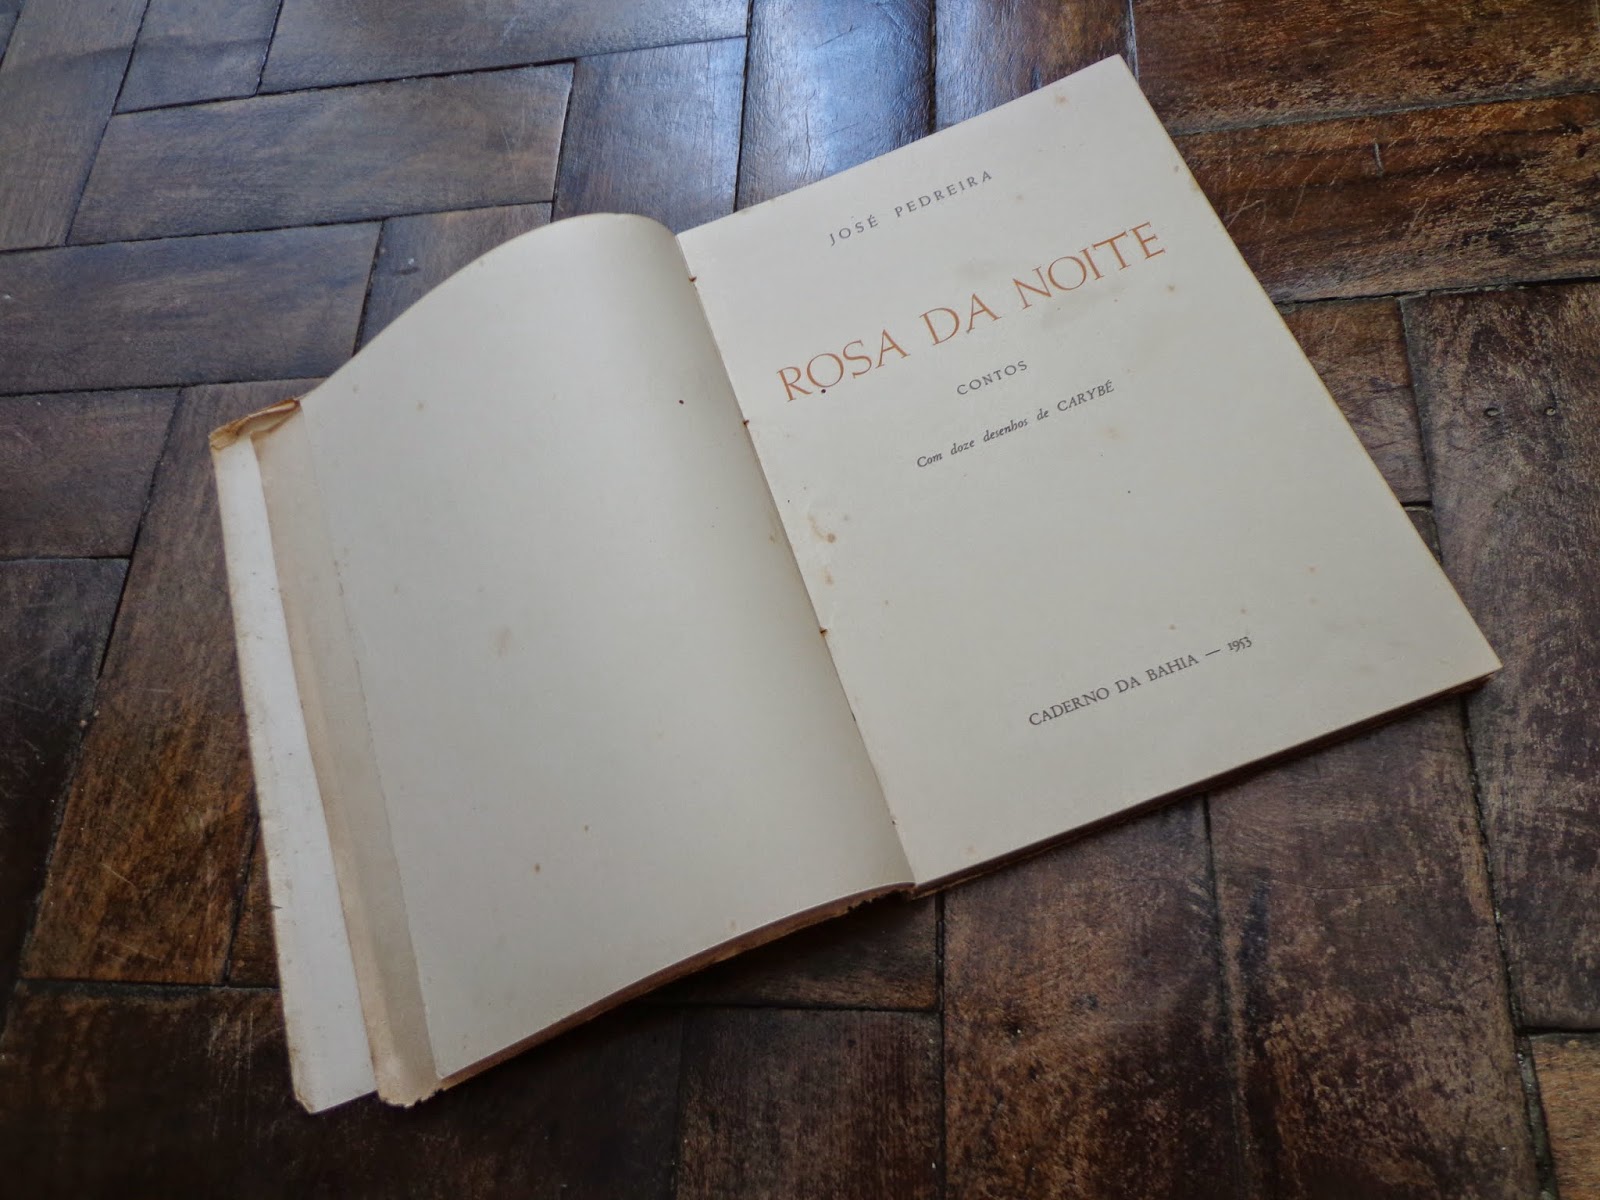 JOSÉ PEDREIRA
ROSA DA NOITE
CONTOS
Com doze desenhos de CARYBÉ
CADERNO DA BAHIA — 1953